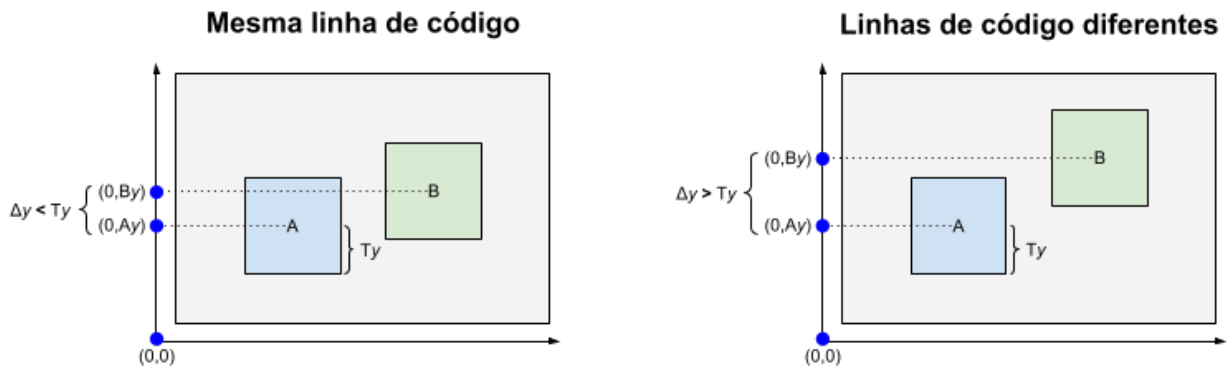 Mesma linha de código
B
(0,By)
Δy < Ty
(0,Ay)
A
Ty
(0,0)
Linhas de código diferentes
(0,By)
B
Δy > Ty
(0,Ay)
A
Ty
(0,0)